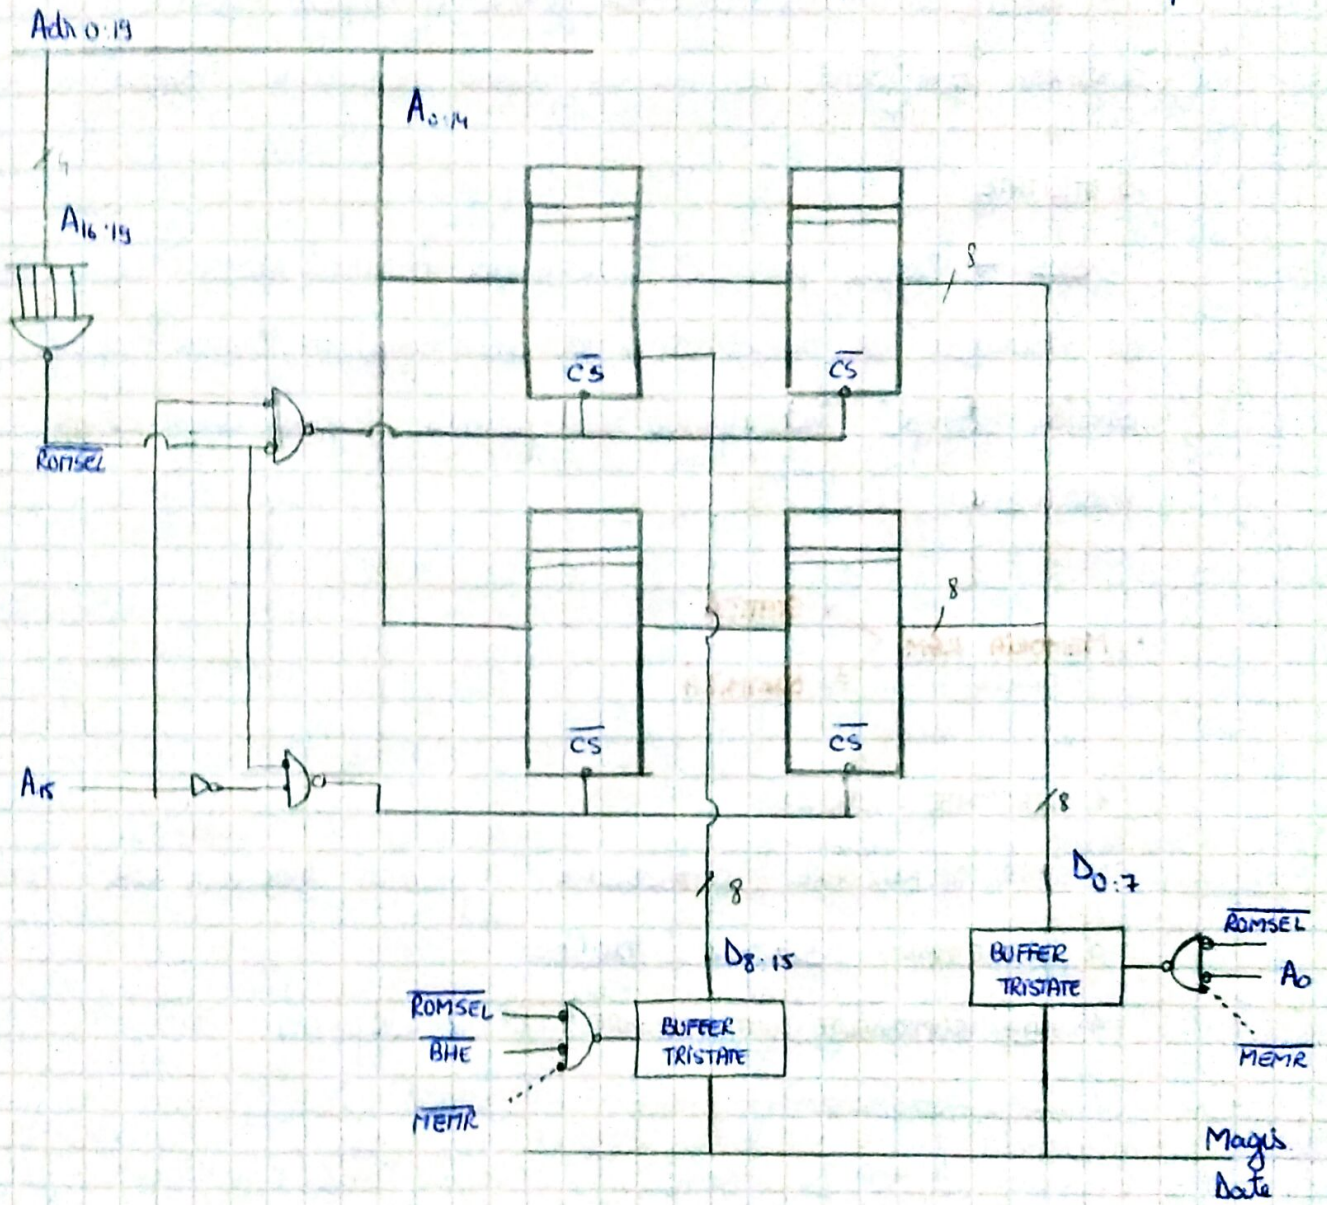 Adr 0:19
A0:14
4
A16:19
8
CS
CS
ROMSEL
8
CS
CS
A15
8
8
D0:7
D8:15
ROMSEL
BUFFER
TRISTATE
A0
ROMSEL
BHE
BUFFER
TRISTATE
MEMR
MEMR
Magis.
Date